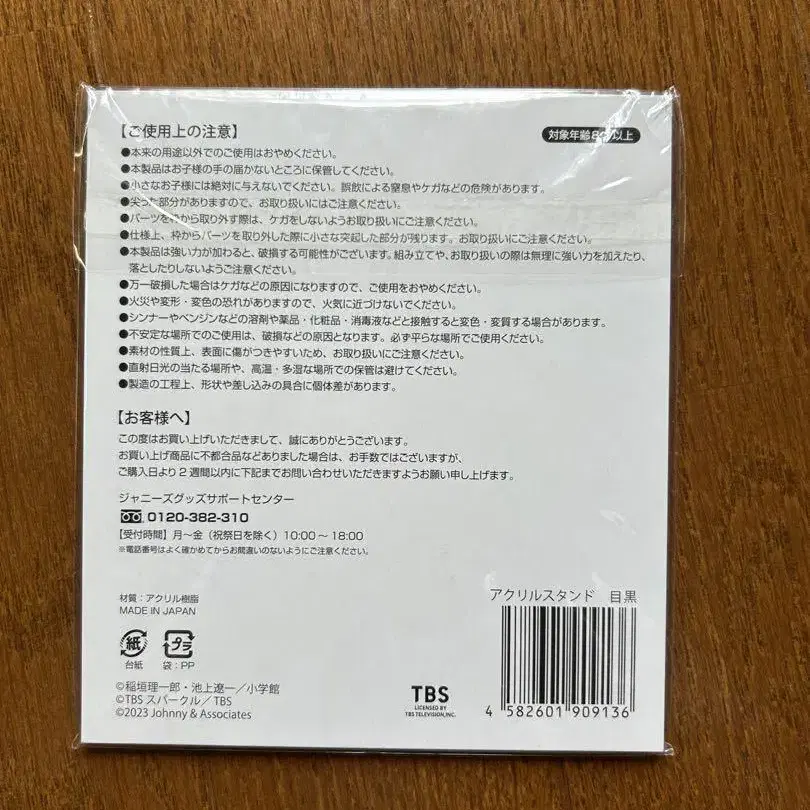 【ご使用上の注意】
対象年齢8 以上
●本来の用途以外でのご使用はおやめください。
●本製品はお子様の手の届かないところに保管してください。
●小さなお子様には絶対に与えないでください。誤飲による窒息やケガなどの危険があります。
●尖った部分がありますので、お取り扱いにはご注意ください。
●パーツを枠から取り外す際は、ケガをしないようお取り扱いにご注意ください。
●仕様上、枠からパーツを取り外した際に小さな突起した部分が残ります。お取り扱いにご注意ください。
●本製品は強い力が加わると、破損する可能性がございます。組み立てや、お取り扱いの際は無理に強い力を加えたり、
落としたりしないようご注意ください。
●万一破損した場合はケガなどの原因になりますので、ご使用をおやめください。
●火災や変形・変色の恐れがありますので、火気に近づけないでください。
●シンナーやベンジンなどの溶剤や薬品・化粧品・消毒液などと接触すると変色・変質する場合があります。
●不安定な場所でのご使用は、破損などの原因となります。必ず平らな場所でご使用ください。
●素材の性質上、表面に傷がつきやすいため、お取り扱いにご注意ください。
●直射日光の当たる場所や、高温・多湿な場所での保管は避けてください。
●製造の工程上、形状や差し込みの具合に個体差があります。
【お客様へ】
この度はお買い上げいただきまして、誠にありがとうございます。
お買い上げ商品に不都合品などありました場合は、お手数ではございますが、
ご購入日より2週間以内に下記までお問い合わせいただきますようお願い申し上げます。
ジャニーズグッズサポートセンター
0120-382-310
【受付時間】月～金（祝祭日を除く）10:00～18:00
※電話番号はよく確かめてからお間違いのないようにご注意ください。
材質：アクリル樹脂
MADE IN JAPAN
アクリルスタンド 目黒
紙 プラ
台紙 袋：PP
©稲垣理一郎・池上遼一／小学館
©TBSスパークル／TBS
©2023 Johnny & Associates
TBS
LICENSED BY
TBS TELEVISION, INC.
4 582601 909136